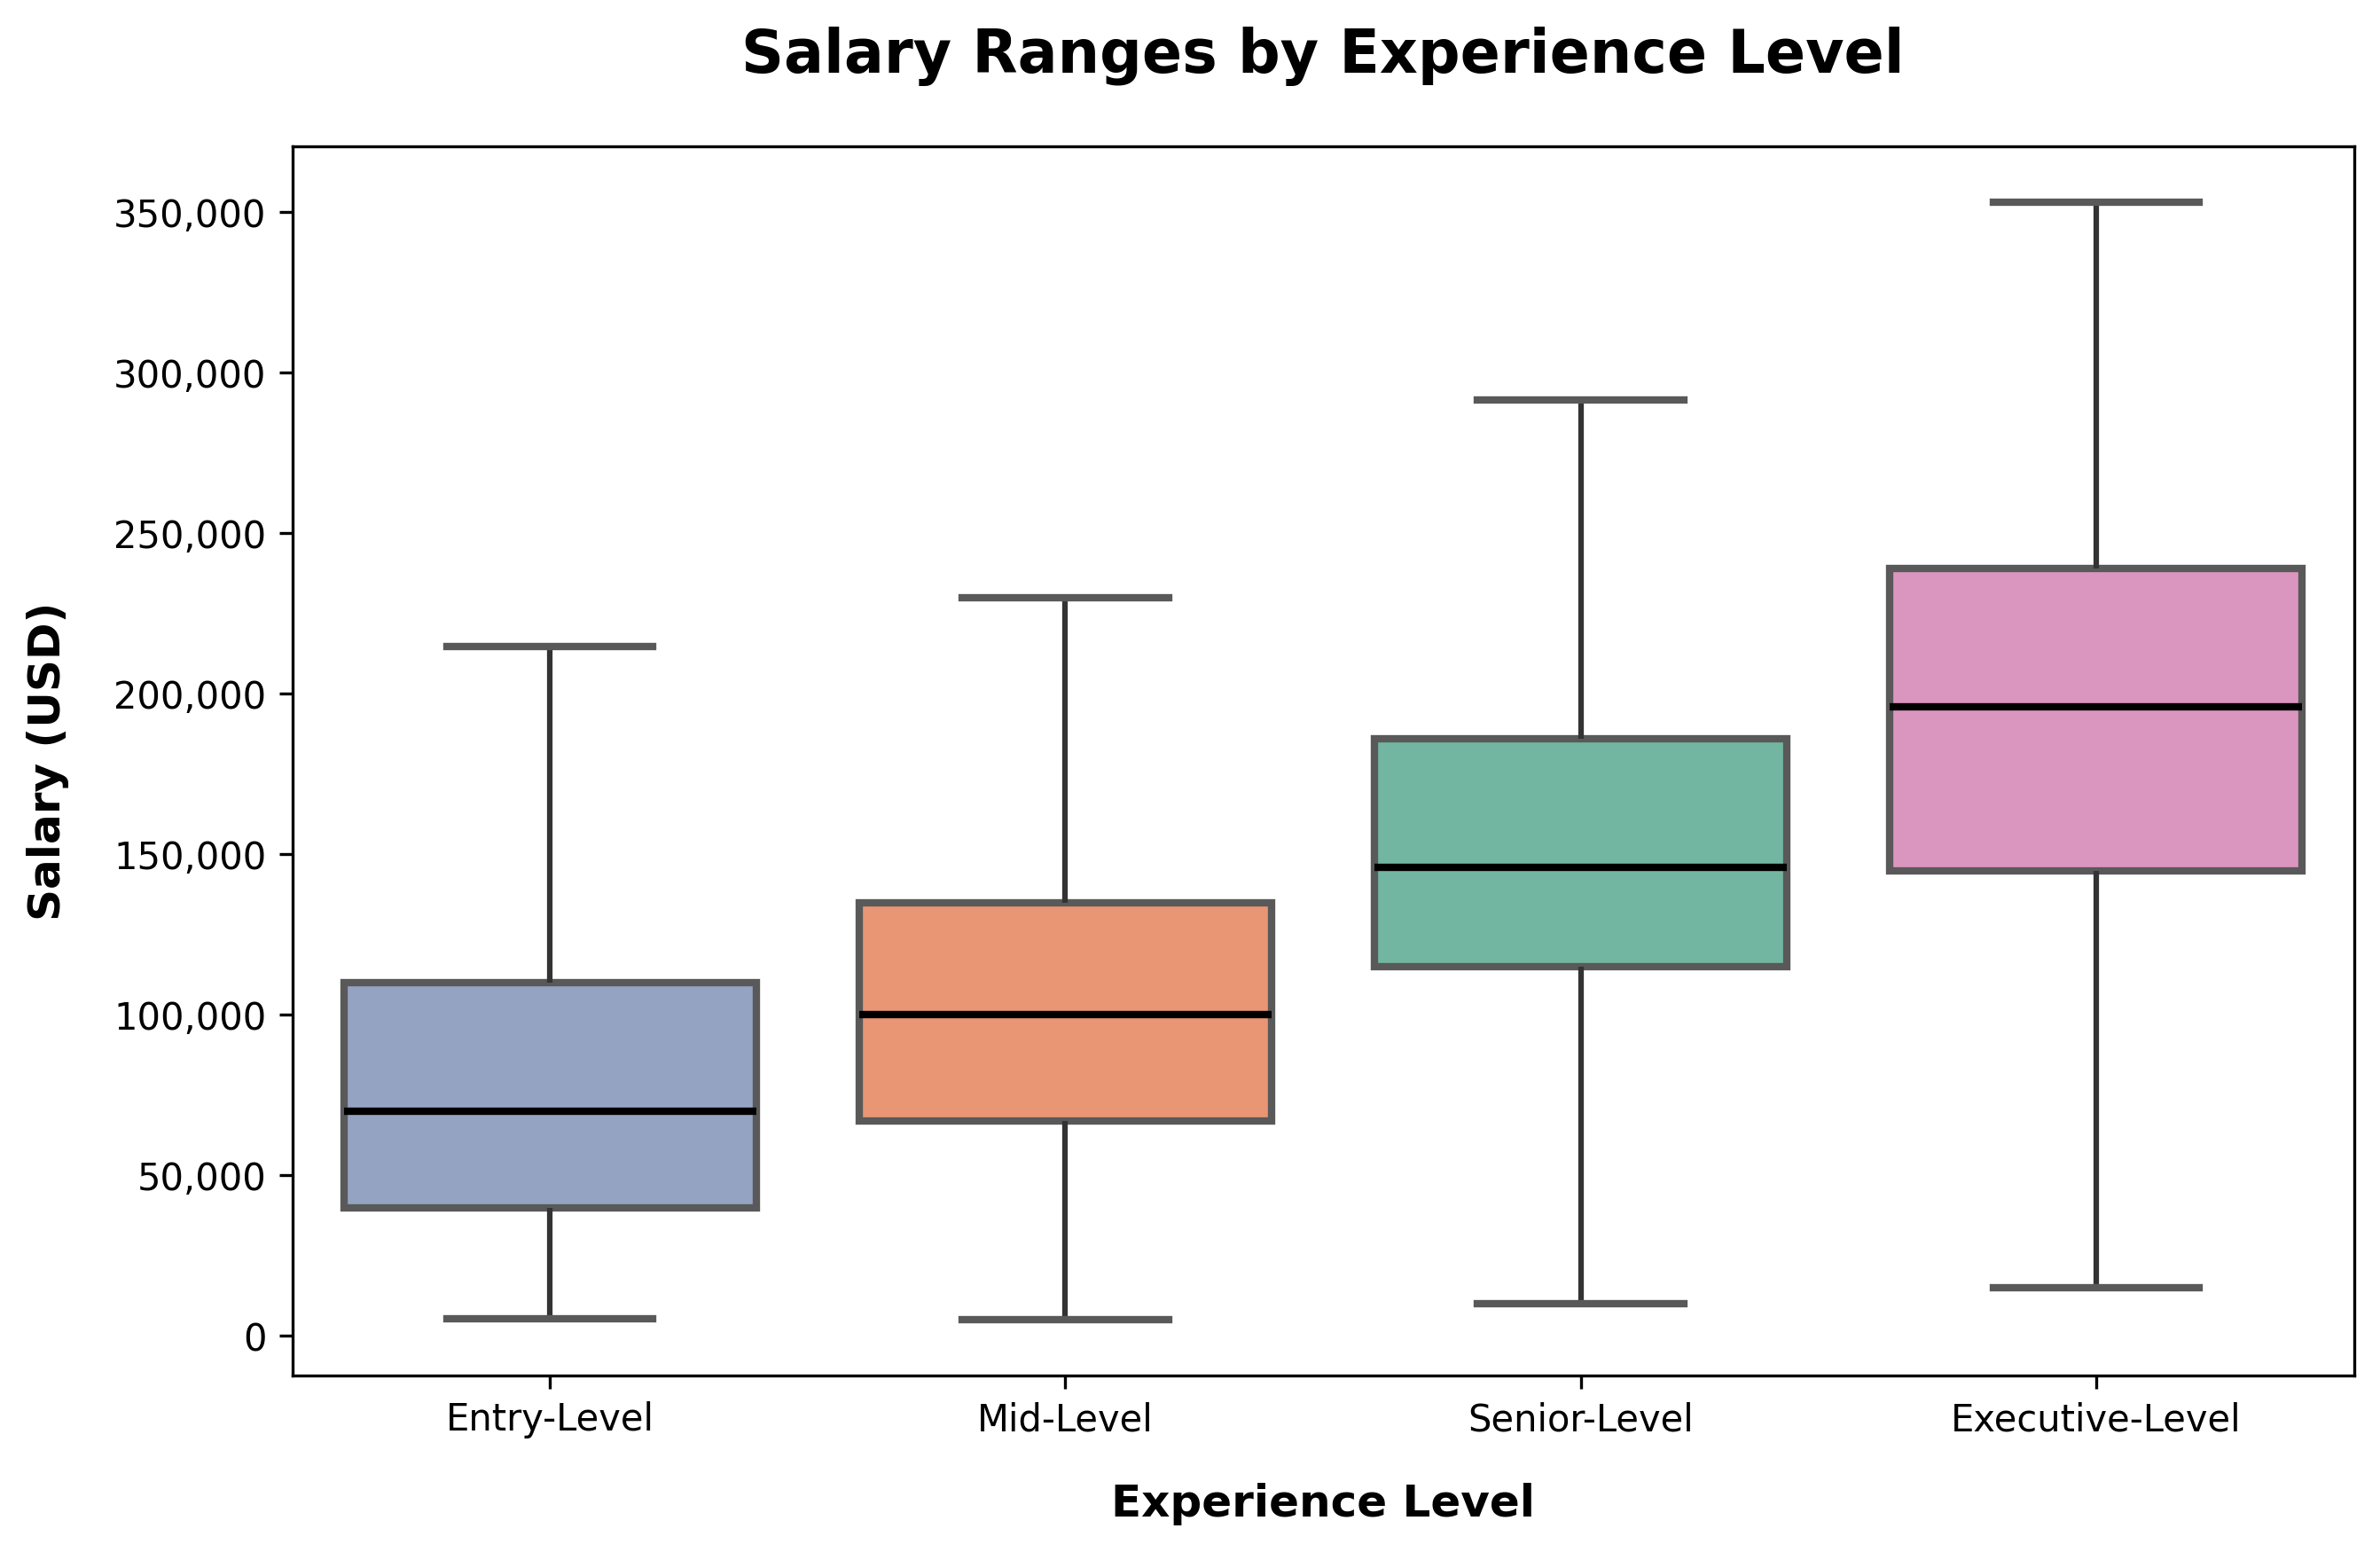 Salary Ranges by Experience Level
350,000
300,000
250,000
200,000
150,000
100,000
50,000
0
Salary (USD)
Entry-Level
Mid-Level
Senior-Level
Executive-Level
Experience Level